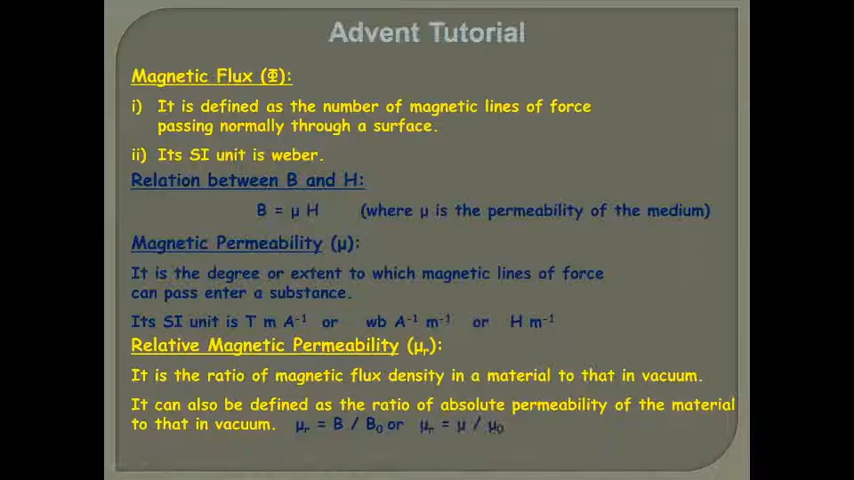 Advent Tutorial
Magnetic Flux (Φ):
i) It is defined as the number of magnetic lines of force
passing normally through a surface.
ii) Its SI unit is weber.
Relation between B and H:
B = μ H (where μ is the permeability of the medium)
Magnetic Permeability (μ):
It is the degree or extent to which magnetic lines of force
can pass enter a substance.
Its SI unit is T m A⁻¹ or wb A⁻¹ m⁻¹ or H m⁻¹
Relative Magnetic Permeability (μᵣ):
It is the ratio of magnetic flux density in a material to that in vacuum.
It can also be defined as the ratio of absolute permeability of the material
to that in vacuum. μᵣ = B / B₀ or μᵣ = μ / μ₀